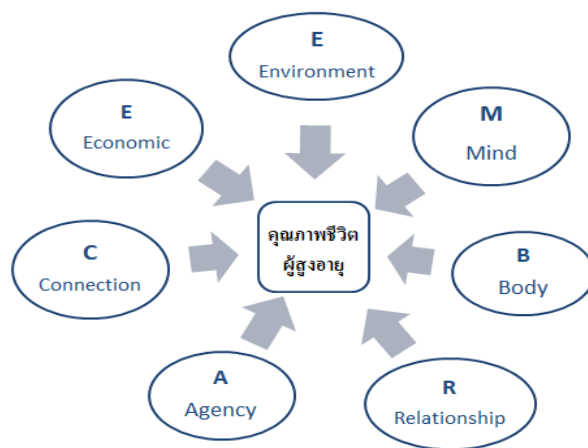 E
Environment
M
Mind
B
Body
R
Relationship
A
Agency
C
Connection
E
Economic
คุณภาพชีวิต
ผู้สูงอายุ